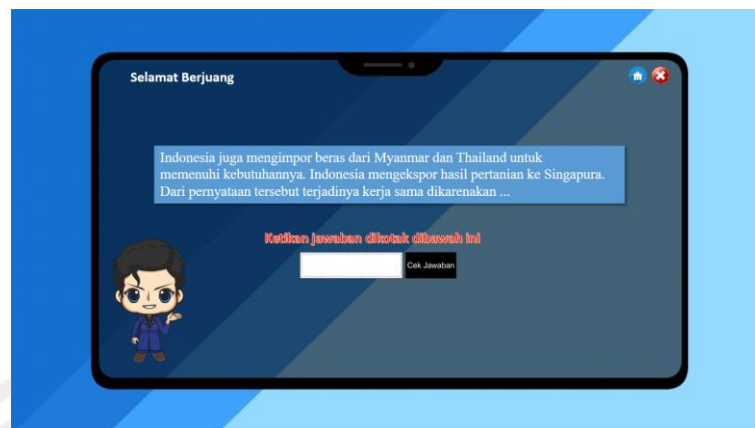 Selamat Berjuang
Indonesia juga mengimpor beras dari Myanmar dan Thailand untuk
memenuhi kebutuhannya. Indonesia mengekspor hasil pertanian ke Singapura.
Dari pernyataan tersebut terjadinya kerja sama dikarenakan ...
Ketikan jawaban dikotak dibawah ini
Cek Jawaban